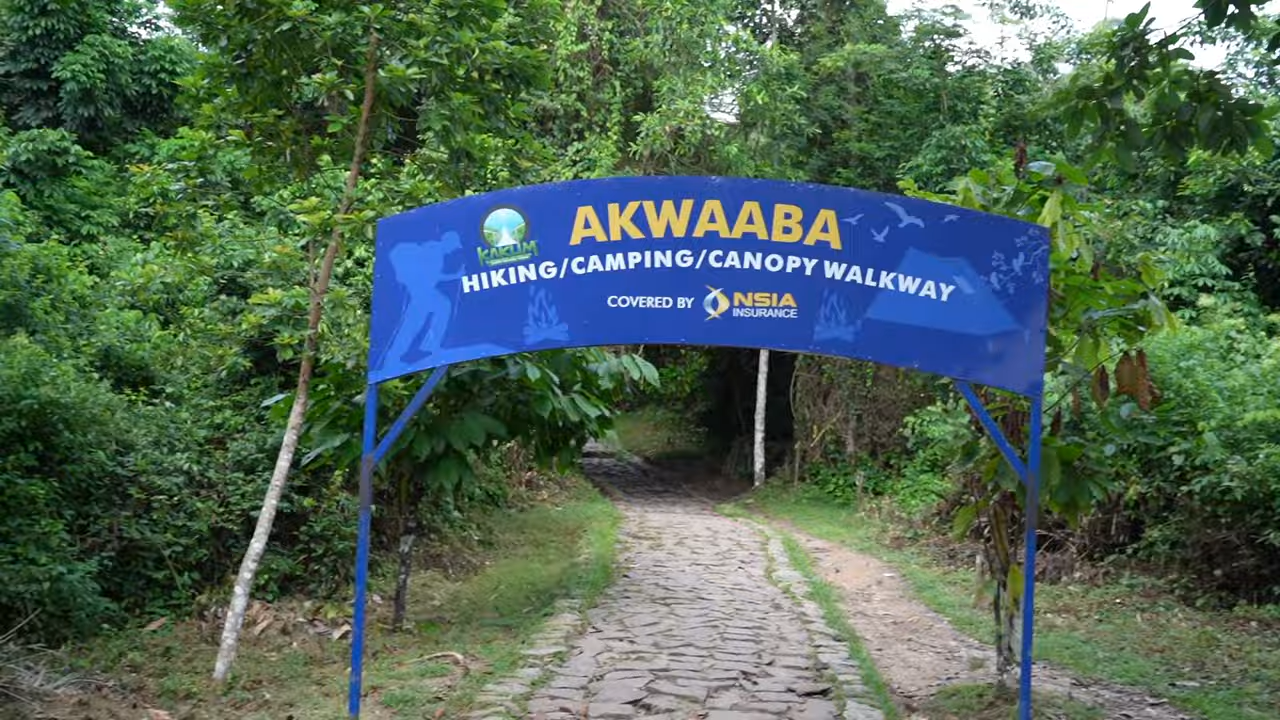 AKWAABA
KAKUM
HIKING/CAMPING/CANOPY WALKWAY
COVERED BY NSIA
INSURANCE